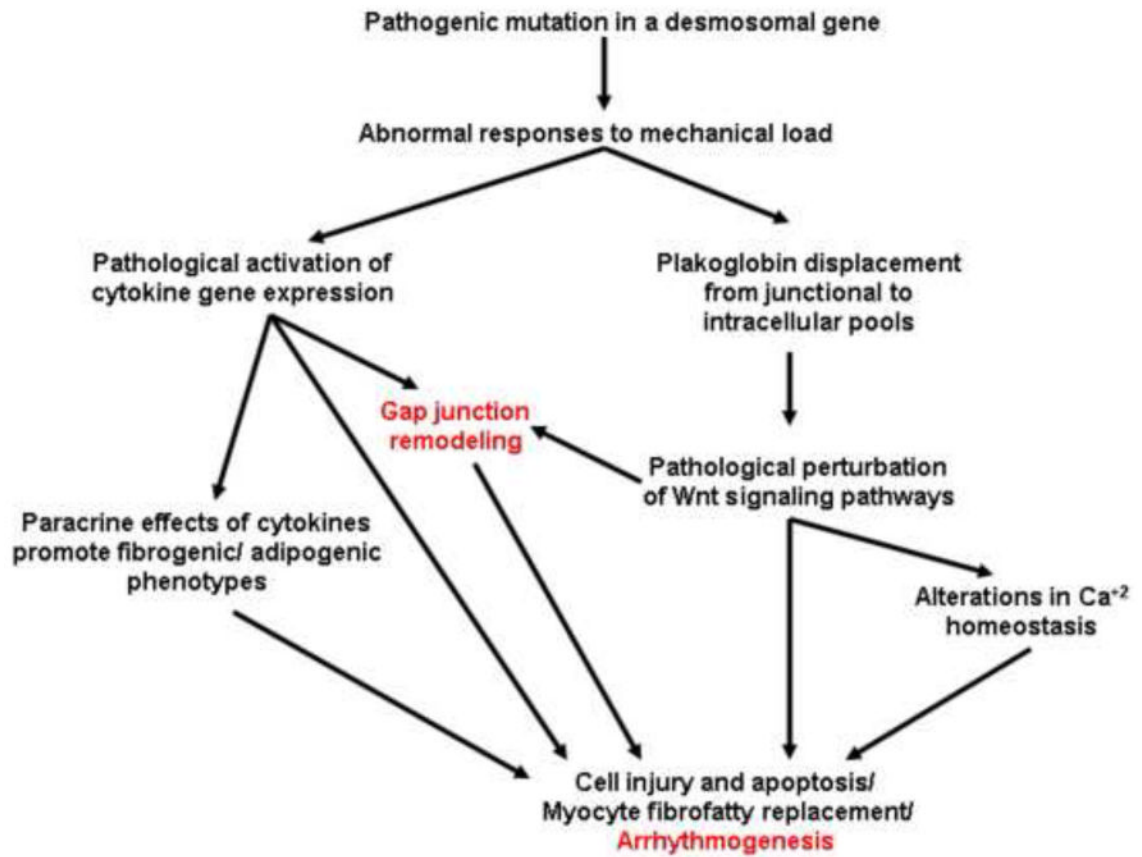 Pathogenic mutation in a desmosomal gene
Abnormal responses to mechanical load
Pathological activation of
cytokine gene expression
Plakoglobin displacement
from junctional to
intracellular pools
Gap junction
remodeling
Pathological perturbation
of Wnt signaling pathways
Paracrine effects of cytokines
promote fibrogenic/ adipogenic
phenotypes
Alterations in Ca⁺²
homeostasis
Cell injury and apoptosis/
Myocyte fibrofatty replacement/
Arrhythmogenesis